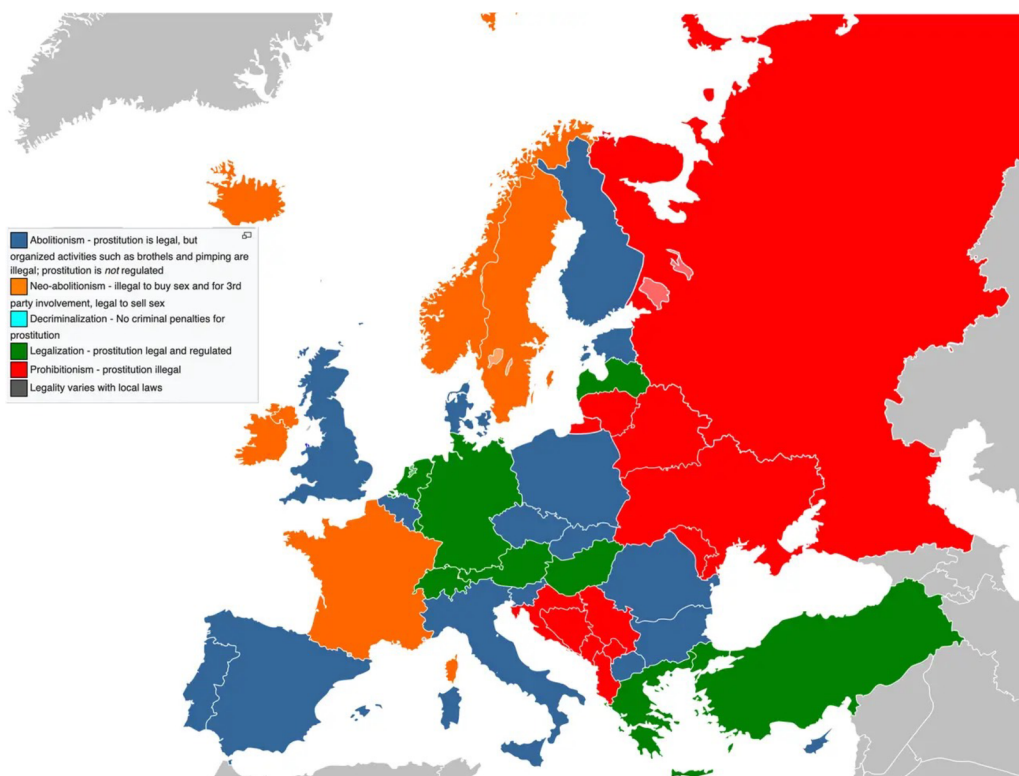 Abolitionism - prostitution is legal, but
organized activities such as brothels and pimping are
illegal; prostitution is not regulated
Neo-abolitionism - illegal to buy sex and for 3rd
party involvement, legal to sell sex
Decriminalization - No criminal penalties for
prostitution
Legalization - prostitution legal and regulated
Prohibitionism - prostitution illegal
Legality varies with local laws